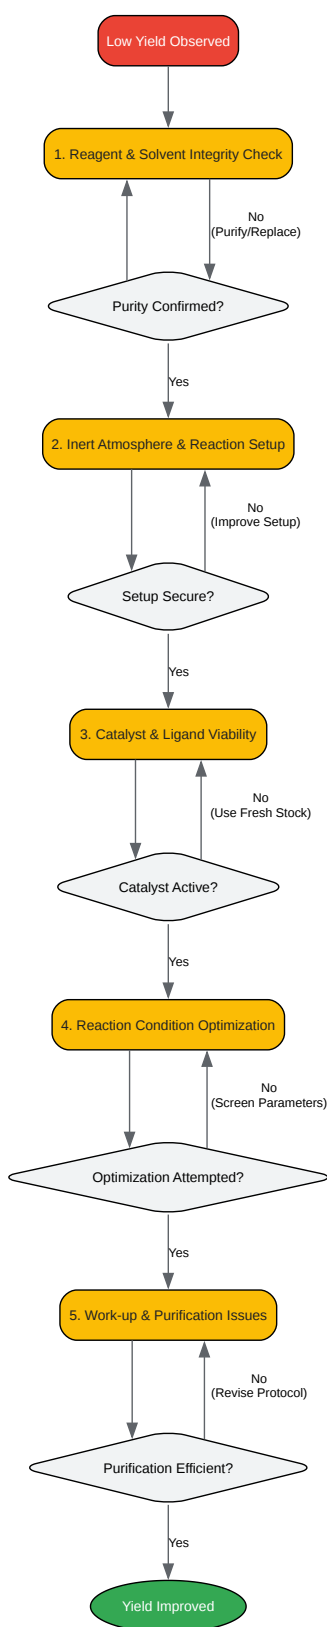 Low Yield Observed
1. Reagent & Solvent Integrity Check
No
(Purify/Replace)
Purity Confirmed?
Yes
2. Inert Atmosphere & Reaction Setup
No
(Improve Setup)
Setup Secure?
Yes
3. Catalyst & Ligand Viability
No
(Use Fresh Stock)
Catalyst Active?
Yes
4. Reaction Condition Optimization
No
(Screen Parameters)
Optimization Attempted?
Yes
5. Work-up & Purification Issues
No
(Revise Protocol)
Purification Efficient?
Yes
Yield Improved